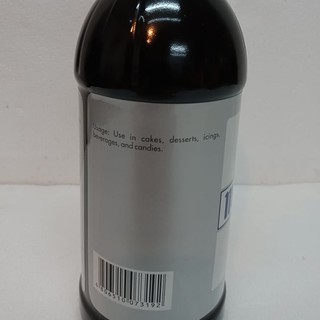 Usage: Use in cakes, desserts, icings,
beverages, and candies.